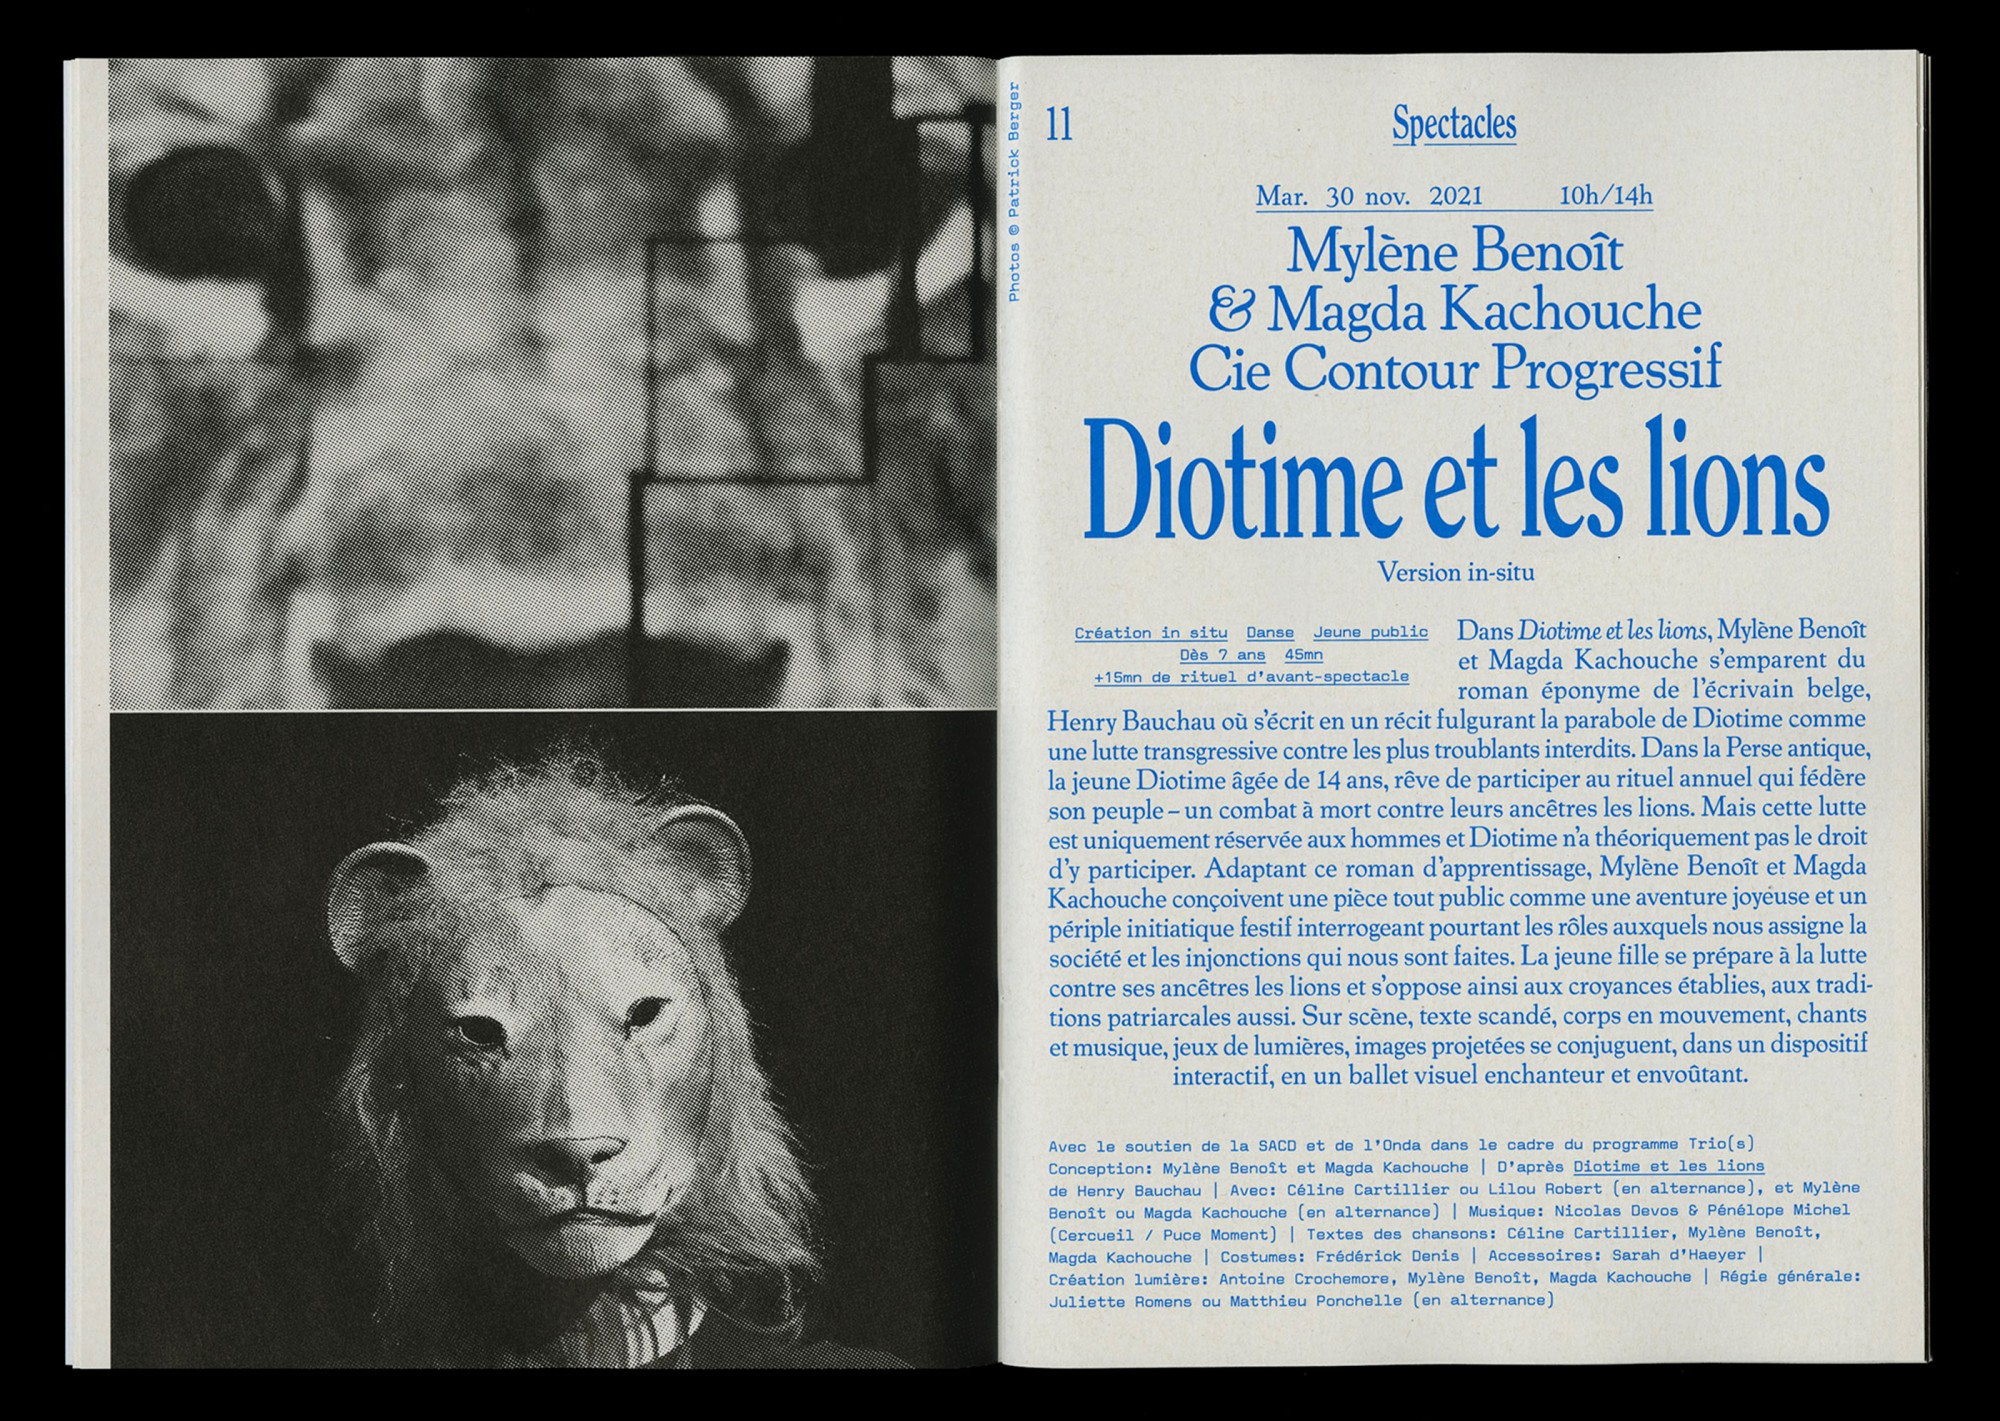 Photos © Patrick Berger
11
Spectacles
Mar. 30 nov. 2021 10h/14h
Mylène Benoît
& Magda Kachouche
Cie Contour Progressif
Diotime et les lions
Version in-situ
Création in situ Danse Jeune public
Dès 7 ans 45mn
+15mn de rituel d'avant-spectacle
Dans Diotime et les lions, Mylène Benoît
et Magda Kachouche s'emparent du
roman éponyme de l'écrivain belge,
Henry Bauchau où s'écrit en un récit fulgurant la parabole de Diotime comme
une lutte transgressive contre les plus troublants interdits. Dans la Perse antique,
la jeune Diotime âgée de 14 ans, rêve de participer au rituel annuel qui fédère
son peuple – un combat à mort contre leurs ancêtres les lions. Mais cette lutte
est uniquement réservée aux hommes et Diotime n'a théoriquement pas le droit
d'y participer. Adaptant ce roman d'apprentissage, Mylène Benoît et Magda
Kachouche conçoivent une pièce tout public comme une aventure joyeuse et un
périple initiatique festif interrogeant pourtant les rôles auxquels nous assigne la
société et les injonctions qui nous sont faites. La jeune fille se prépare à la lutte
contre ses ancêtres les lions et s'oppose ainsi aux croyances établies, aux tradi-
tions patriarcales aussi. Sur scène, texte scandé, corps en mouvement, chants
et musique, jeux de lumières, images projetées se conjuguent, dans un dispositif
interactif, en un ballet visuel enchanteur et envoûtant.
Avec le soutien de la SACD et de l'Onda dans le cadre du programme Trio(s)
Conception: Mylène Benoît et Magda Kachouche | D'après Diotime et les lions
de Henry Bauchau | Avec: Céline Cartillier ou Lilou Robert (en alternance), et Mylène
Benoît ou Magda Kachouche (en alternance) | Musique: Nicolas Devos & Pénélope Michel
(Cercueil / Puce Moment) | Textes des chansons: Céline Cartillier, Mylène Benoît,
Magda Kachouche | Costumes: Frédérick Denis | Accessoires: Sarah d'Haeyer |
Création lumière: Antoine Crochemore, Mylène Benoît, Magda Kachouche | Régie générale:
Juliette Romens ou Matthieu Ponchelle (en alternance)